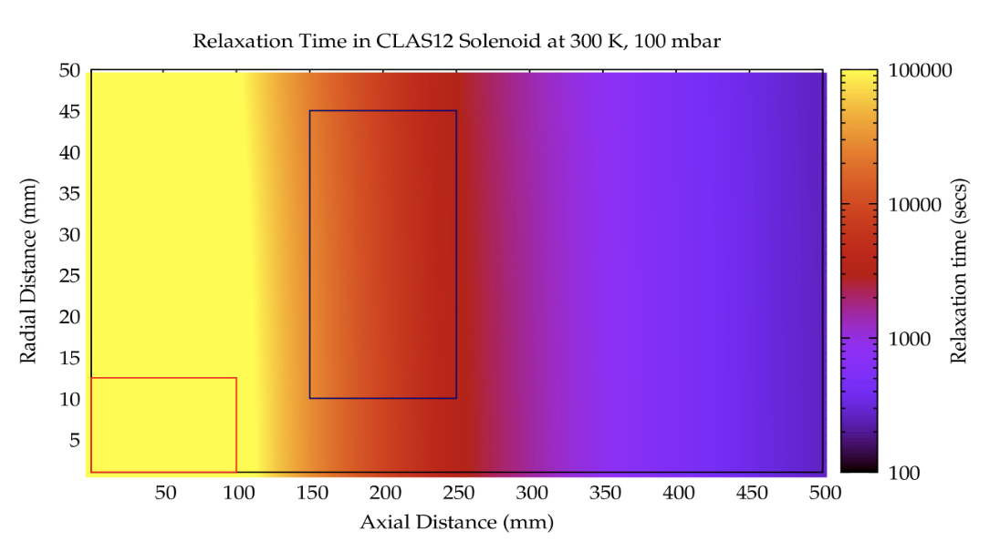 Relaxation Time in CLAS12 Solenoid at 300 K, 100 mbar
50
45
40
35
30
25
20
15
10
5
Radial Distance (mm)
50 100 150 200 250 300 350 400 450 500
Axial Distance (mm)
100000
10000
1000
100
Relaxation time (secs)